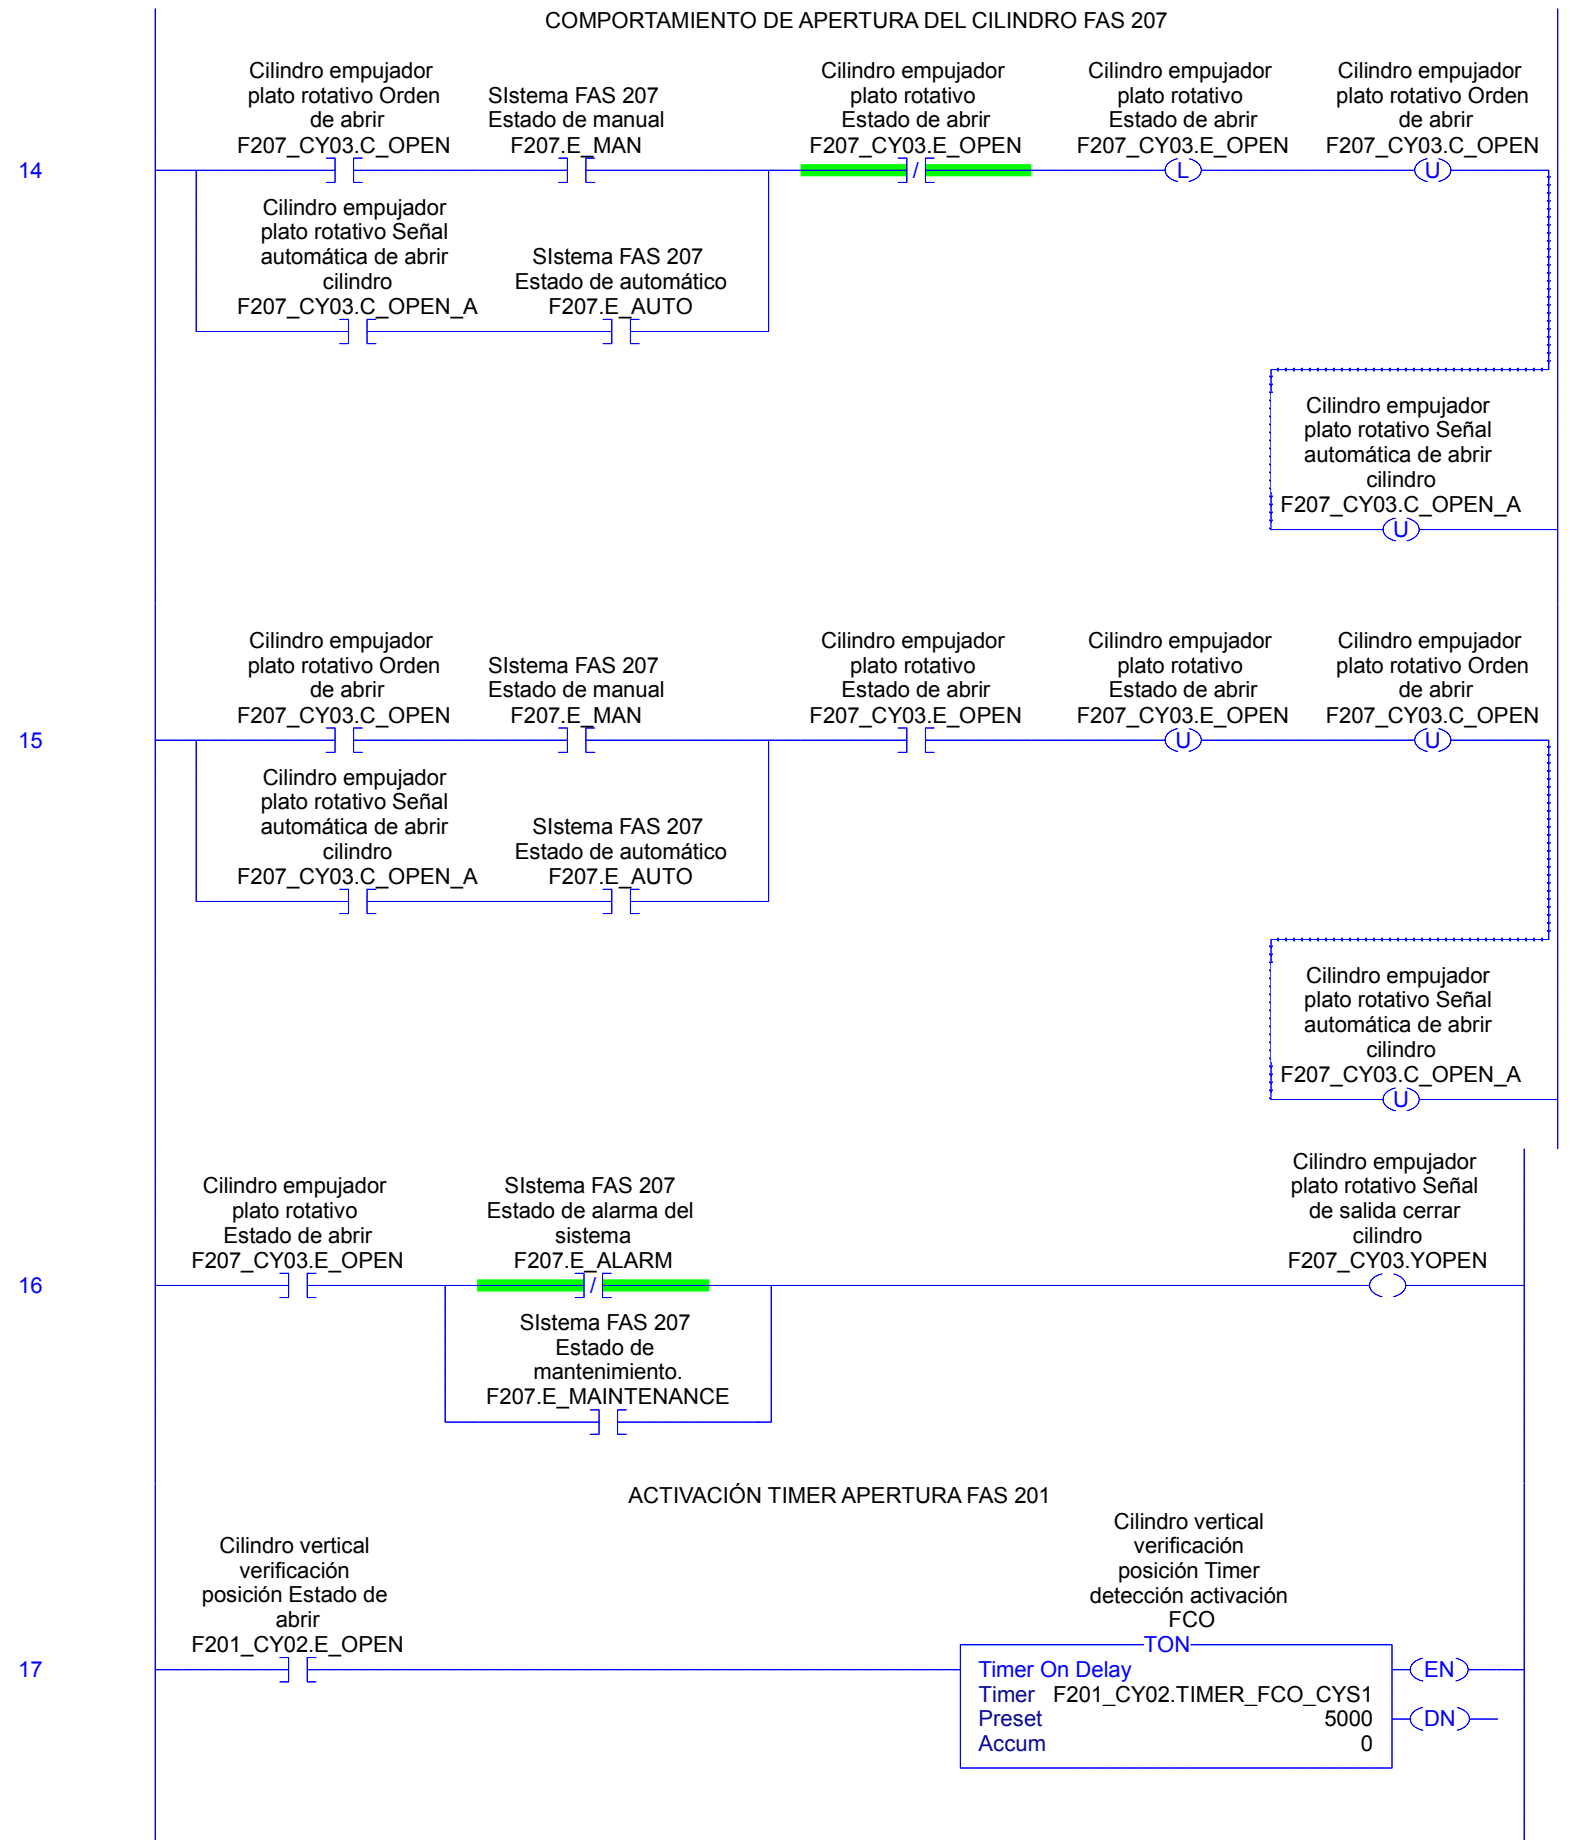 COMPORTAMIENTO DE APERTURA DEL CILINDRO FAS 207
14
Cilindro empujador
plato rotativo Orden
de abrir
F207_CY03.C_OPEN
SIstema FAS 207
Estado de manual
F207.E_MAN
Cilindro empujador
plato rotativo
Estado de abrir
F207_CY03.E_OPEN
/
Cilindro empujador
plato rotativo
Estado de abrir
F207_CY03.E_OPEN
L
Cilindro empujador
plato rotativo Orden
de abrir
F207_CY03.C_OPEN
U
Cilindro empujador
plato rotativo Señal
automática de abrir
cilindro
F207_CY03.C_OPEN_A
SIstema FAS 207
Estado de automático
F207.E_AUTO
Cilindro empujador
plato rotativo Señal
automática de abrir
cilindro
F207_CY03.C_OPEN_A
U
15
Cilindro empujador
plato rotativo Orden
de abrir
F207_CY03.C_OPEN
SIstema FAS 207
Estado de manual
F207.E_MAN
Cilindro empujador
plato rotativo
Estado de abrir
F207_CY03.E_OPEN
Cilindro empujador
plato rotativo
Estado de abrir
F207_CY03.E_OPEN
U
Cilindro empujador
plato rotativo Orden
de abrir
F207_CY03.C_OPEN
U
Cilindro empujador
plato rotativo Señal
automática de abrir
cilindro
F207_CY03.C_OPEN_A
SIstema FAS 207
Estado de automático
F207.E_AUTO
Cilindro empujador
plato rotativo Señal
automática de abrir
cilindro
F207_CY03.C_OPEN_A
U
16
Cilindro empujador
plato rotativo
Estado de abrir
F207_CY03.E_OPEN
SIstema FAS 207
Estado de alarma del
sistema
F207.E_ALARM
/
Cilindro empujador
plato rotativo Señal
de salida cerrar
cilindro
F207_CY03.YOPEN
SIstema FAS 207
Estado de
mantenimiento.
F207.E_MAINTENANCE
ACTIVACIÓN TIMER APERTURA FAS 201
17
Cilindro vertical
verificación
posición Estado de
abrir
F201_CY02.E_OPEN
Cilindro vertical
verificación
posición Timer
detección activación
FCO
TON
Timer On Delay
Timer F201_CY02.TIMER_FCO_CYS1
Preset 5000
Accum 0
EN
DN